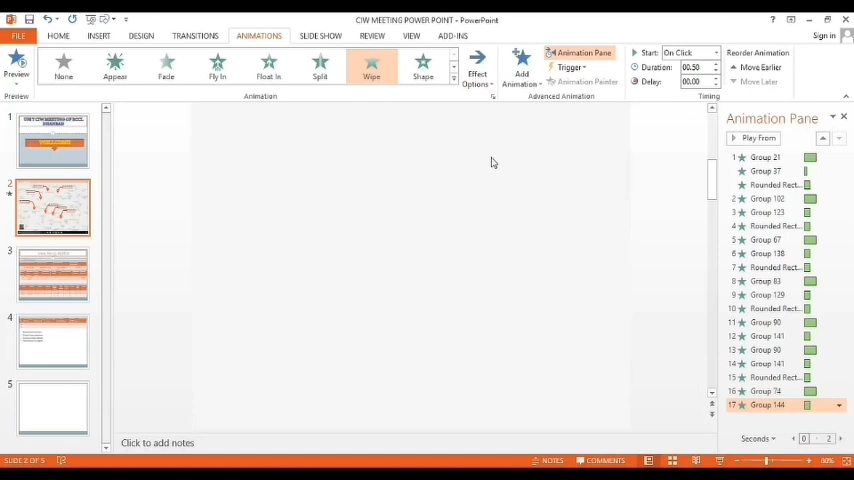 CIW MEETING POWER POINT - PowerPoint
Sign in
FILE HOME INSERT DESIGN TRANSITIONS ANIMATIONS SLIDE SHOW REVIEW VIEW ADD-INS
Preview
None Appear Fade Fly In Float In Split Wipe Shape
Effect Options
Add Animation
Animation Pane
Trigger
Animation Painter
Start: On Click
Duration: 00.50
Delay: 00.00
Reorder Animation
Move Earlier
Move Later
Preview Animation Advanced Animation Timing
1
2
3
4
5
Animation Pane
Play From
1 Group 21
Group 37
Rounded Rect...
2 Group 102
3 Group 123
4 Rounded Rect...
5 Group 67
6 Group 138
7 Rounded Rect...
8 Group 83
9 Group 129
10 Rounded Rect...
11 Group 90
12 Group 141
13 Group 90
14 Group 141
15 Rounded Rect...
16 Group 74
17 Group 144
Seconds 0 2
Click to add notes
SLIDE 2 OF 5 NOTES COMMENTS 80%